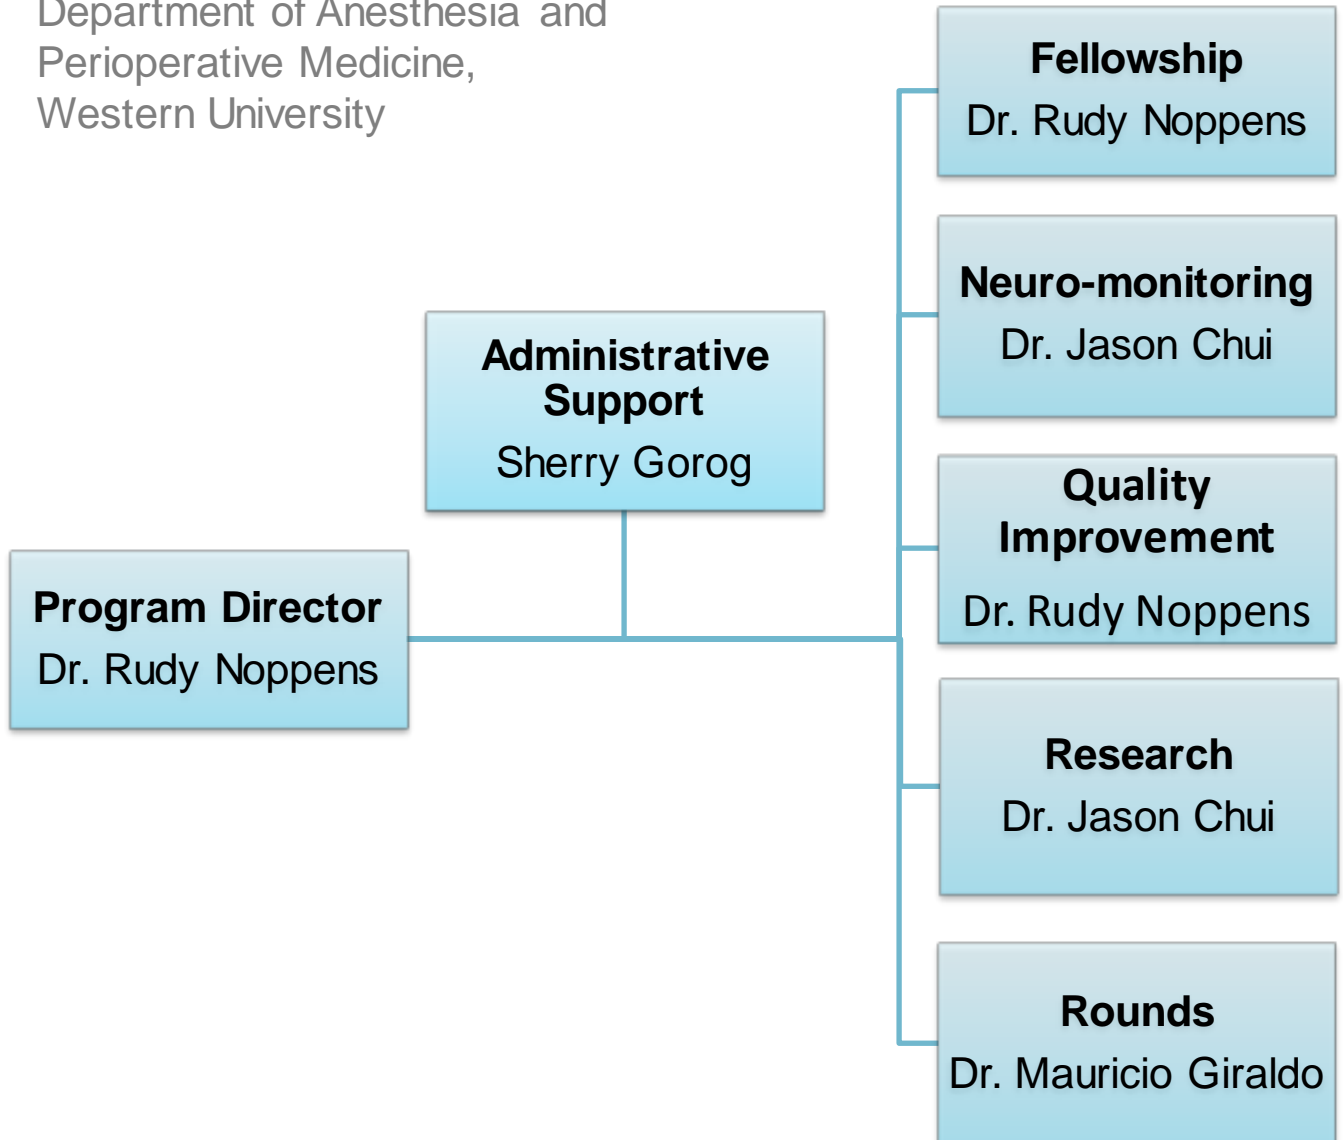 Department of Anesthesia and
Perioperative Medicine,
Western University
Fellowship
Dr. Rudy Noppens
Neuro-monitoring
Dr. Jason Chui
Administrative
Support
Sherry Gorog
Quality
Improvement
Dr. Rudy Noppens
Program Director
Dr. Rudy Noppens
Research
Dr. Jason Chui
Rounds
Dr. Mauricio Giraldo